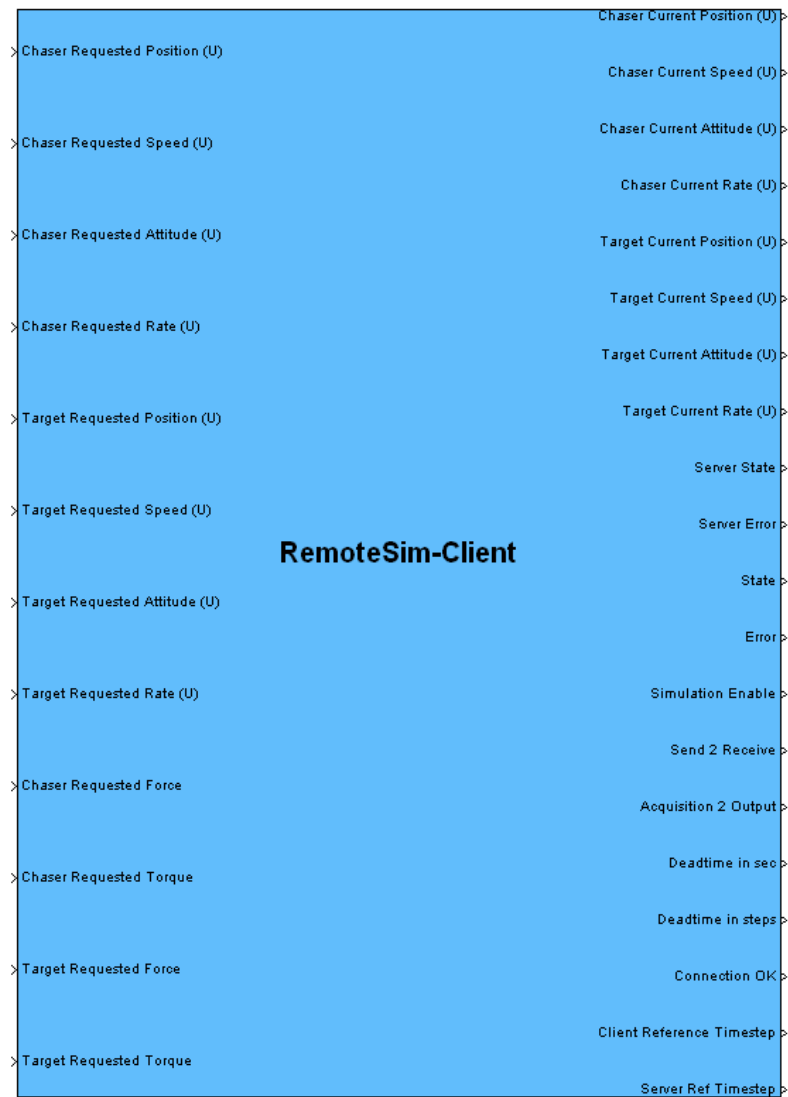 Chaser Requested Position (U)
Chaser Requested Speed (U)
Chaser Requested Attitude (U)
Chaser Requested Rate (U)
Target Requested Position (U)
Target Requested Speed (U)
Target Requested Attitude (U)
Target Requested Rate (U)
Chaser Requested Force
Chaser Requested Torque
Target Requested Force
Target Requested Torque
RemoteSim-Client
Chaser Current Position (U)
Chaser Current Speed (U)
Chaser Current Attitude (U)
Chaser Current Rate (U)
Target Current Position (U)
Target Current Speed (U)
Target Current Attitude (U)
Target Current Rate (U)
Server State
Server Error
State
Error
Simulation Enable
Send 2 Receive
Acquisition 2 Output
Deadtime in sec
Deadtime in steps
Connection OK
Client Reference Timestep
Server Ref Timestep